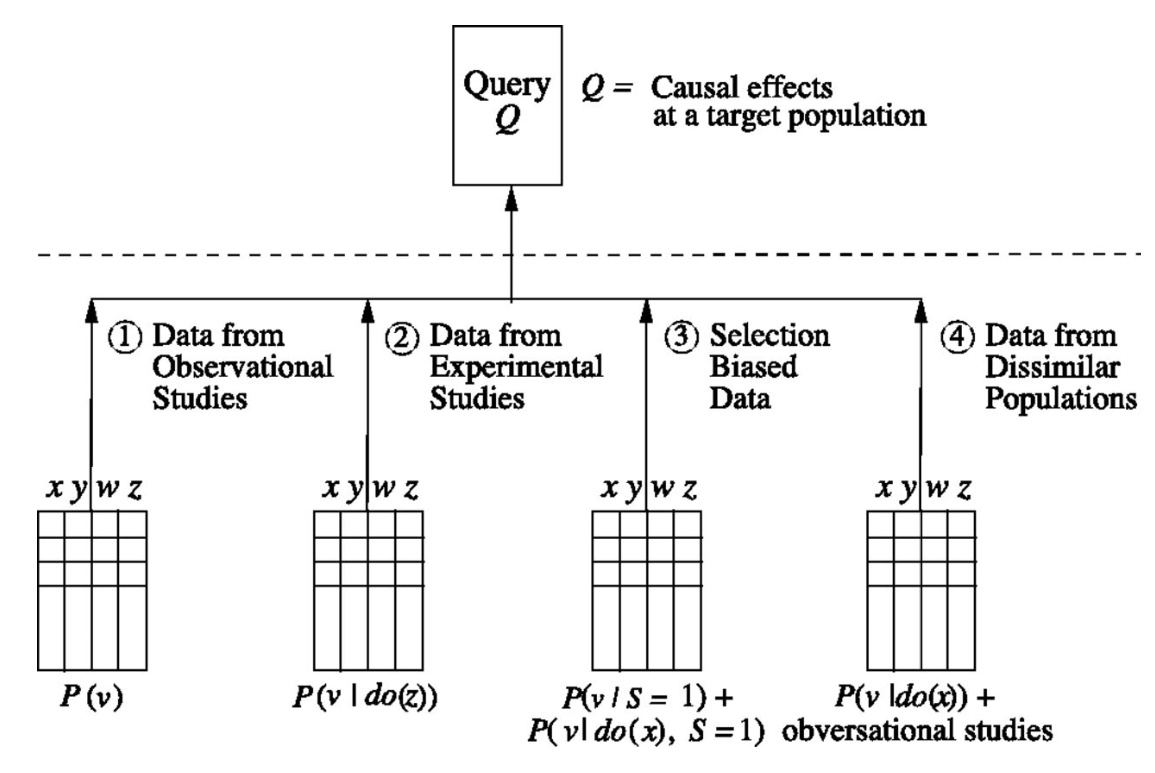 Query
Q
Q = Causal effects
at a target population
① Data from
Observational
Studies
② Data from
Experimental
Studies
③ Selection
Biased
Data
④ Data from
Dissimilar
Populations
x y w z
x y w z
x y w z
x y w z
P (v)
P(v | do(z))
P(v / S = 1) +
P( v| do(x), S = 1)
P(v |do(x)) +
obversational studies